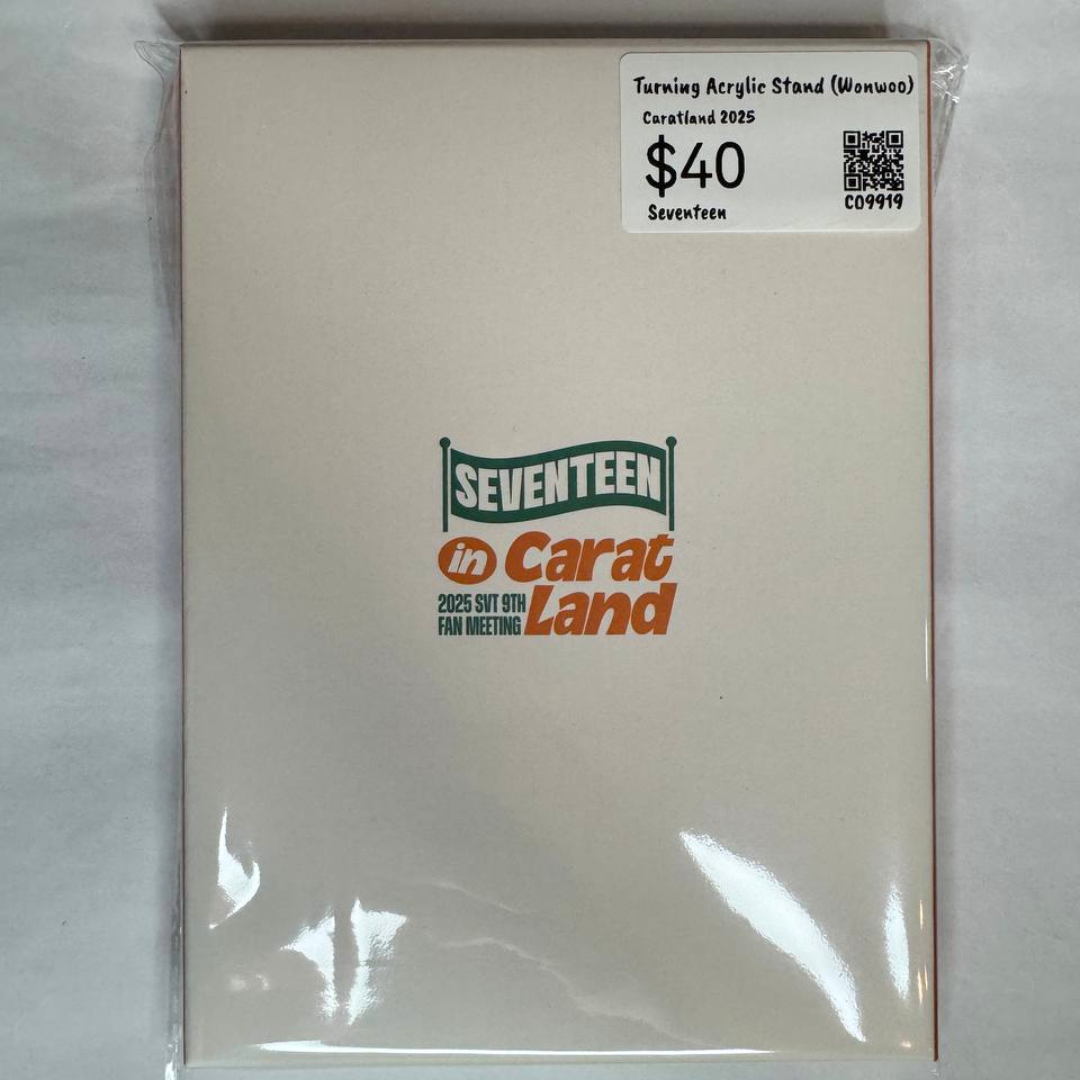 Turning Acrylic Stand (Wonwoo)
Caratland 2025
$40
C09919
Seventeen
SEVENTEEN
in Carat
2025 SVT 9TH
FAN MEETING
Land